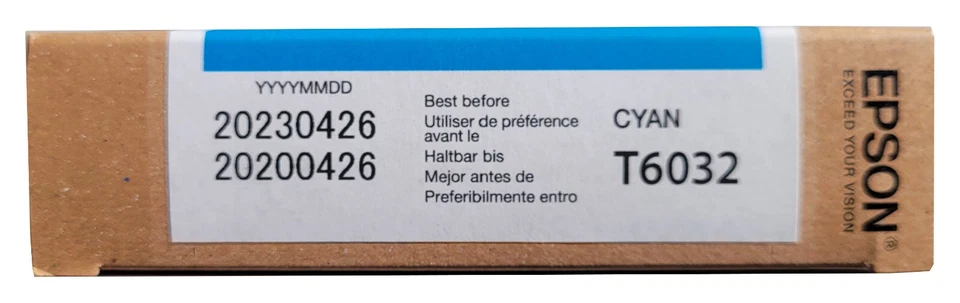 YYYYMMDD
20230426
20200426
Best before
Utiliser de préférence
avant le
Haltbar bis
Mejor antes de
Preferibilmente entro
CYAN
T6032
EPSON®
EXCEED YOUR VISION